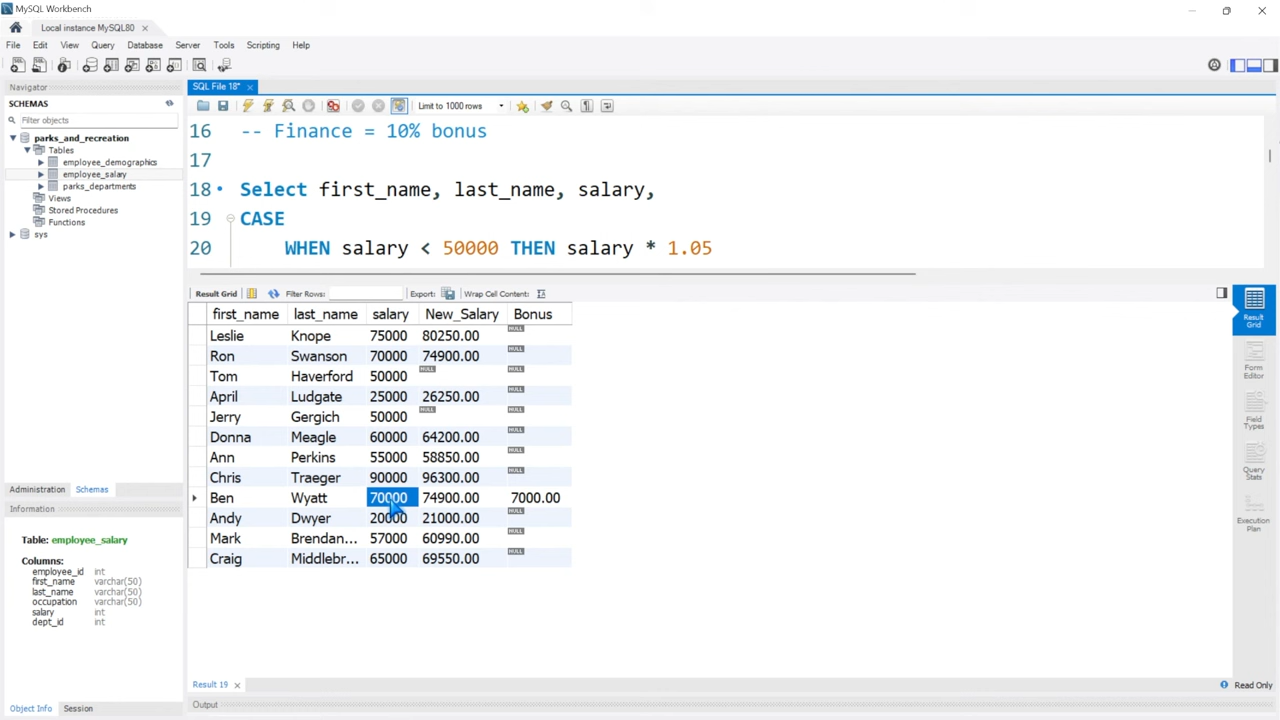 MySQL Workbench
Local instance MySQL80
File Edit View Query Database Server Tools Scripting Help
Navigator
SCHEMAS
Filter objects
parks_and_recreation
Tables
employee_demographics
employee_salary
parks_departments
Views
Stored Procedures
Functions
sys
Administration Schemas
Information
Table: employee_salary
Columns:
employee_id int
first_name varchar(50)
last_name varchar(50)
occupation varchar(50)
salary int
dept_id int
Object Info Session
SQL File 18*
Limit to 1000 rows
16 -- Finance = 10% bonus
17
18 Select first_name, last_name, salary,
19 CASE
20 WHEN salary < 50000 THEN salary * 1.05
Result Grid Filter Rows: Export: Wrap Cell Content:
first_name last_name salary New_Salary Bonus
Leslie Knope 75000 80250.00 NULL
Ron Swanson 70000 74900.00 NULL
Tom Haverford 50000 NULL NULL
April Ludgate 25000 26250.00 NULL
Jerry Gergich 50000 NULL NULL
Donna Meagle 60000 64200.00 NULL
Ann Perkins 55000 58850.00 NULL
Chris Traeger 90000 96300.00 NULL
Ben Wyatt 70000 74900.00 7000.00
Andy Dwyer 20000 21000.00 NULL
Mark Brendan... 57000 60990.00 NULL
Craig Middlebr... 65000 69550.00 NULL
Result Grid
Form Editor
Field Types
Query Stats
Execution Plan
Result 19
Read Only
Output